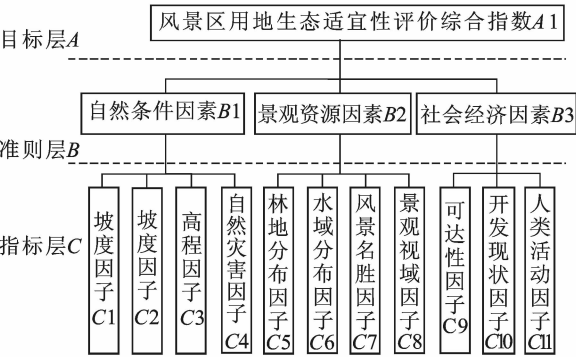 目标层A
风景区用地生态适宜性评价综合指数A1
准则层B
自然条件因素B1
景观资源因素B2
社会经济因素B3
指标层C
坡度因子C1
坡度因子C2
高程因子C3
自然灾害因子C4
林地分布因子C5
水域分布因子C6
风景名胜因子C7
景观视域因子C8
可达性因子C9
开发现状因子C10
人类活动因子C11